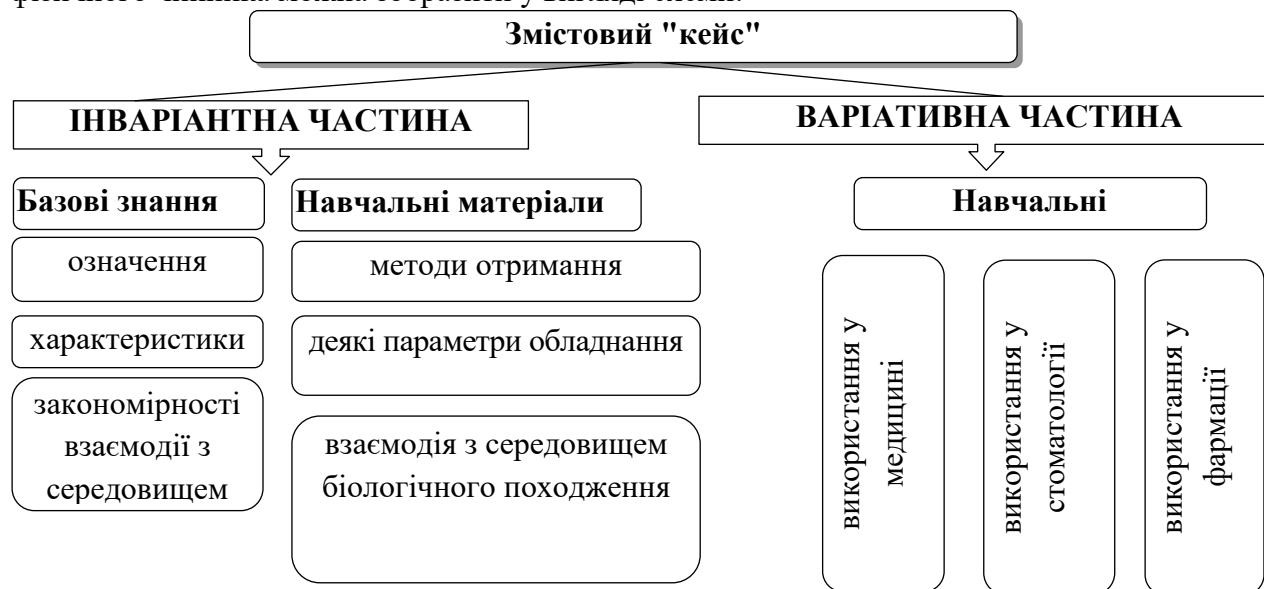 Змістовий "кейс"
ІНВАРІАНТНА ЧАСТИНА
ВАРІАТИВНА ЧАСТИНА
Базові знання
Навчальні матеріали
Навчальні
означення
методи отримання
характеристики
деякі параметри обладнання
закономірності
взаємодії з
середовищем
взаємодія з середовищем
біологічного походження
використання у
медицині
використання у
стоматології
використання у
фармації